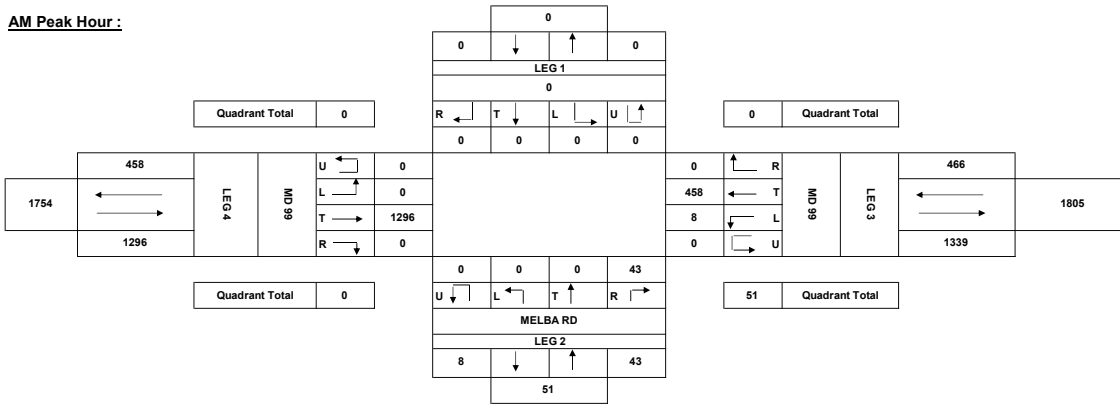 AM Peak Hour :
0
0 0
LEG 1
0
Quadrant Total 0
R T L U
0 Quadrant Total
0 0 0 0
458
U 0
0 R
466
1754
LEG 4
MD 99
L 0
458 T
MD 99
LEG 3
1805
T 1296
8 L
1296
R 0
0 U
1339
0 0 0 43
Quadrant Total 0
U L T R
51 Quadrant Total
MELBA RD
LEG 2
8 43
51